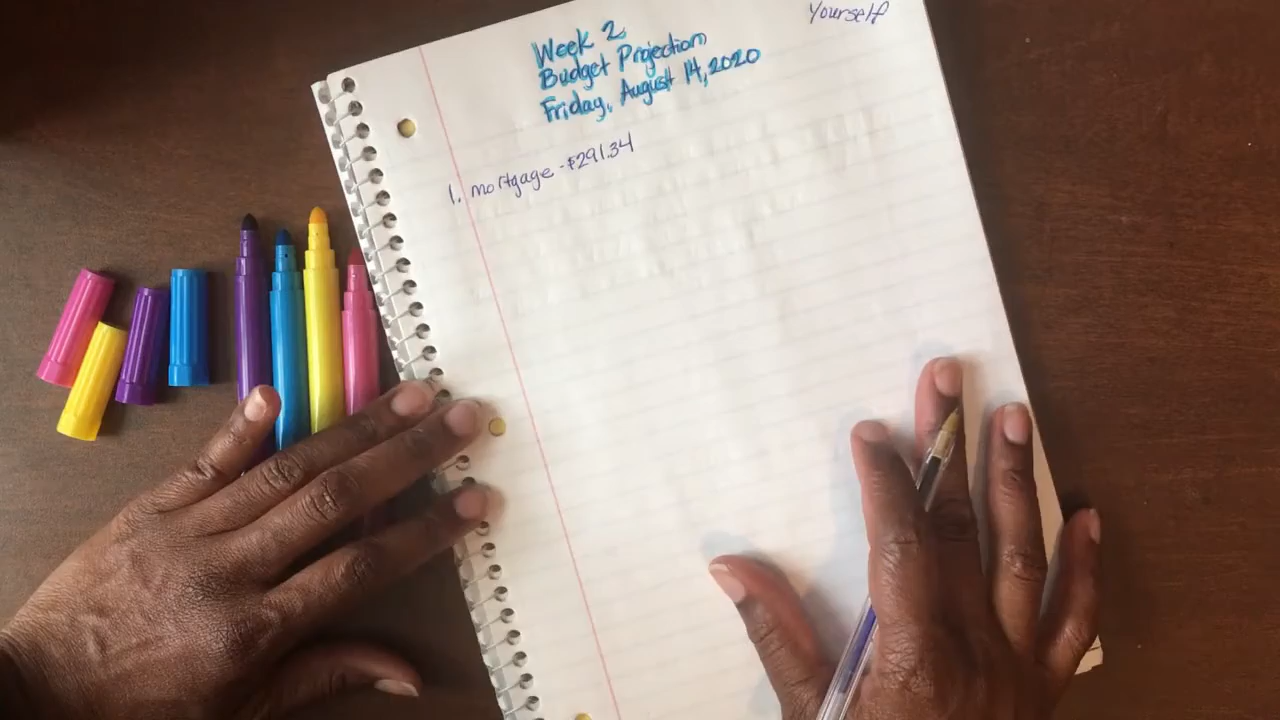 Yourself
Week 2
Budget Projection
Friday, August 14, 2020
1. mortgage - $291.34